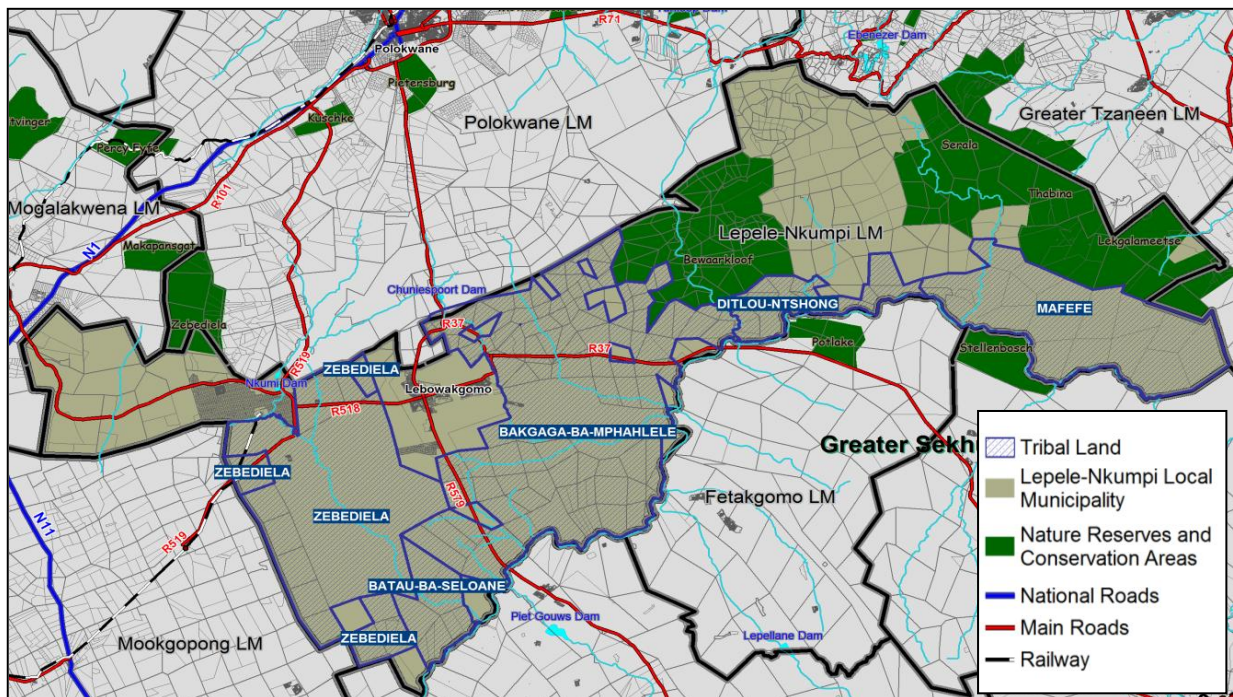 R71
Ebenezer Dam
Polokwane
Pietersburg
Polokwane LM
Greater Tzaneen LM
Kuschke
Percy Fyfe
Serala
R101
Thabina
Mogalakwena LM
N1
Makapansgat
Lepele-Nkumpi LM
Lekgalameetse
Bewaarkloof
Chuniespoort Dam
DITLOU-NTSHONG
MAFEFE
Zebediela
R37
R37
Potlake
R519
Stellenbosch
ZEBEDIELA
Nkumi Dam
Lebowakgomo
R518
BAKGAGA-BA-MPHAHLELE
Greater Sekh
ZEBEDIELA
R579
Fetakgomo LM
N11
ZEBEDIELA
R519
BATAU-BA-SELOANE
Piet Gouws Dam
Mookgopong LM
ZEBEDIELA
Lepellane Dam
Tribal Land
Lepele-Nkumpi Local
Municipality
Nature Reserves and
Conservation Areas
National Roads
Main Roads
Railway